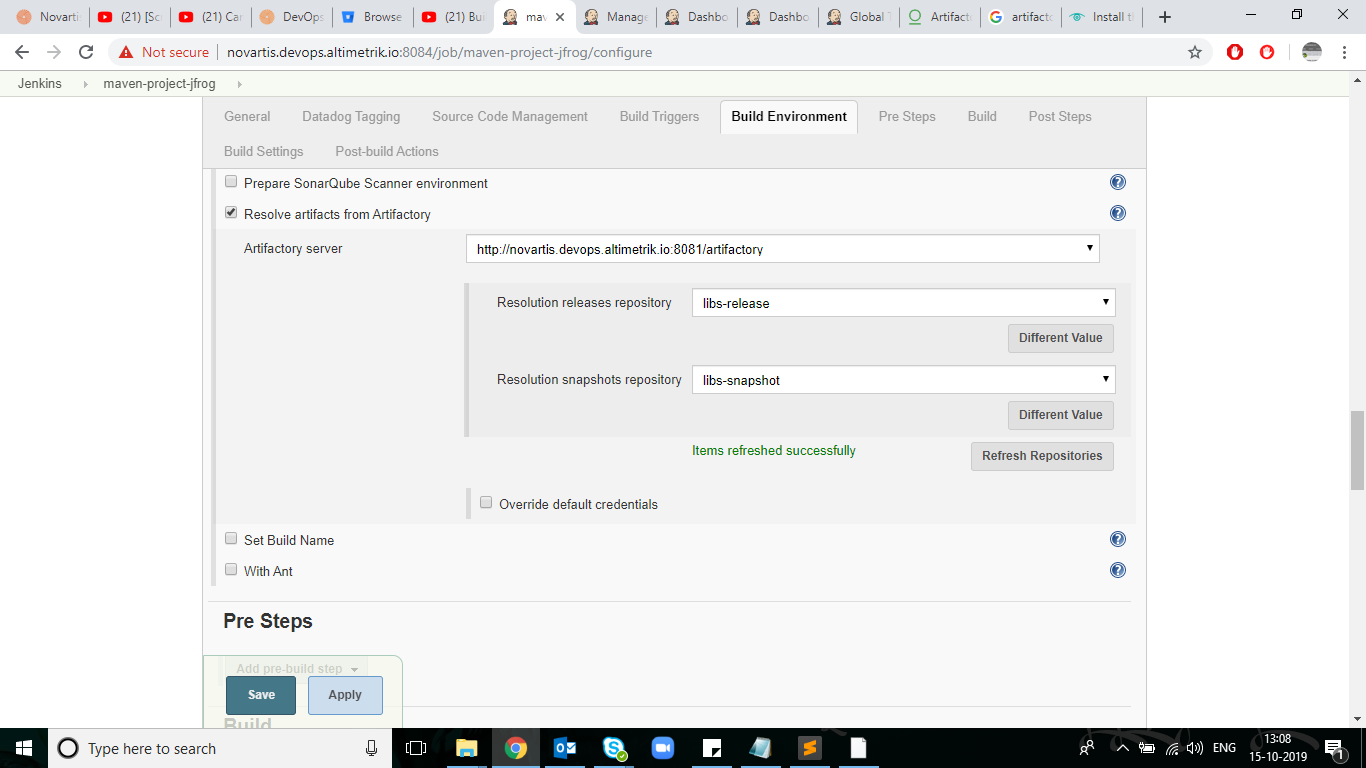 Novarti
(21) [Sc
(21) Car
DevOps
Browse
(21) Bui
mav
Manage
Dashbo
Dashbo
Global T
Artifact
artifacto
Install t
Not secure
novartis.devops.altimetrik.io:8084/job/maven-project-jfrog/configure
Jenkins
maven-project-jfrog
General
Datadog Tagging
Source Code Management
Build Triggers
Build Environment
Pre Steps
Build
Post Steps
Build Settings
Post-build Actions
Prepare SonarQube Scanner environment
Resolve artifacts from Artifactory
Artifactory server
http://novartis.devops.altimetrik.io:8081/artifactory
Resolution releases repository
libs-release
Different Value
Resolution snapshots repository
libs-snapshot
Different Value
Items refreshed successfully
Refresh Repositories
Override default credentials
Set Build Name
With Ant
Pre Steps
Add pre-build step
Save
Apply
Build
Type here to search
ENG
13:08
15-10-2019
1